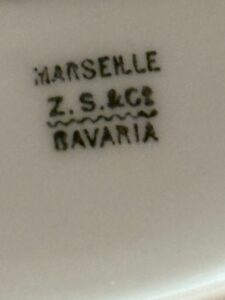 MARSEILLE
Z. S. & Co
BAVARIA